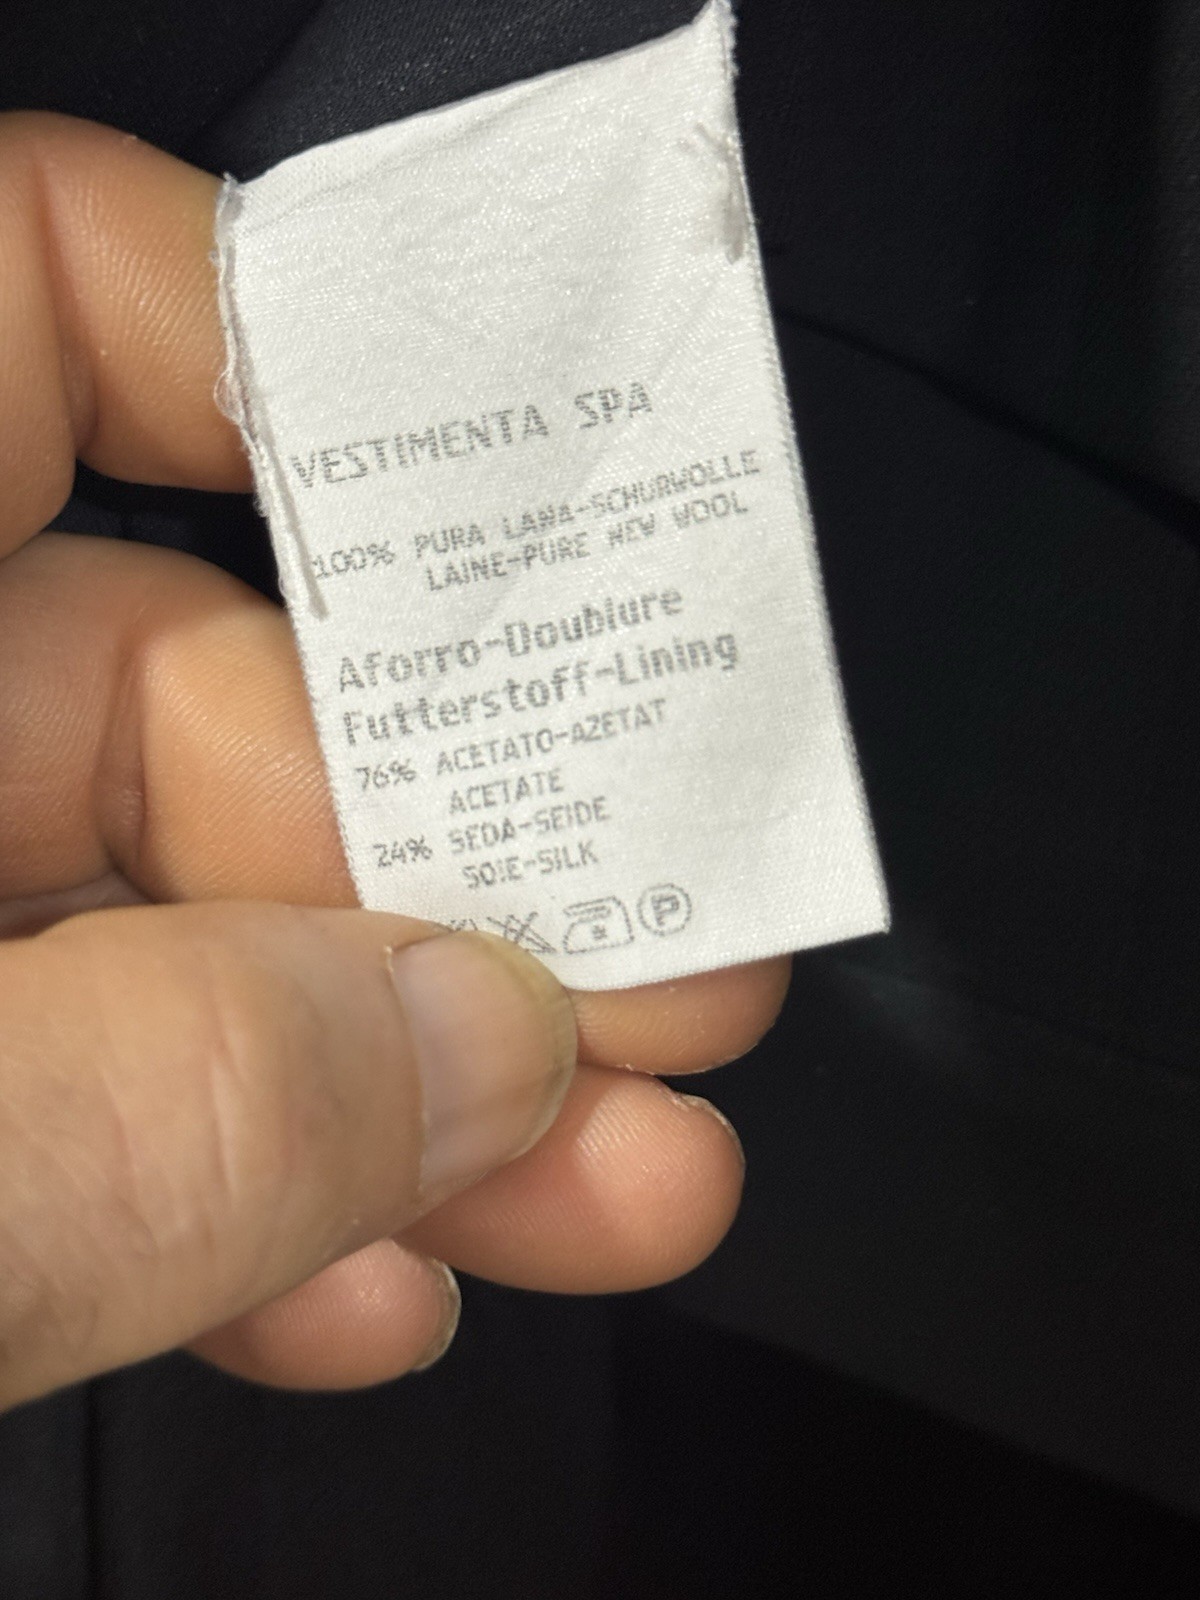 VESTIMENTA SPA
100% PURA LANA-SCHURWOLLE
LAINE-PURE NEW WOOL
Aforro-Doublure
Futterstoff-Lining
76% ACETATO-AZETAT
ACETATE
24% SEDA-SEIDE
SOIE-SILK
P